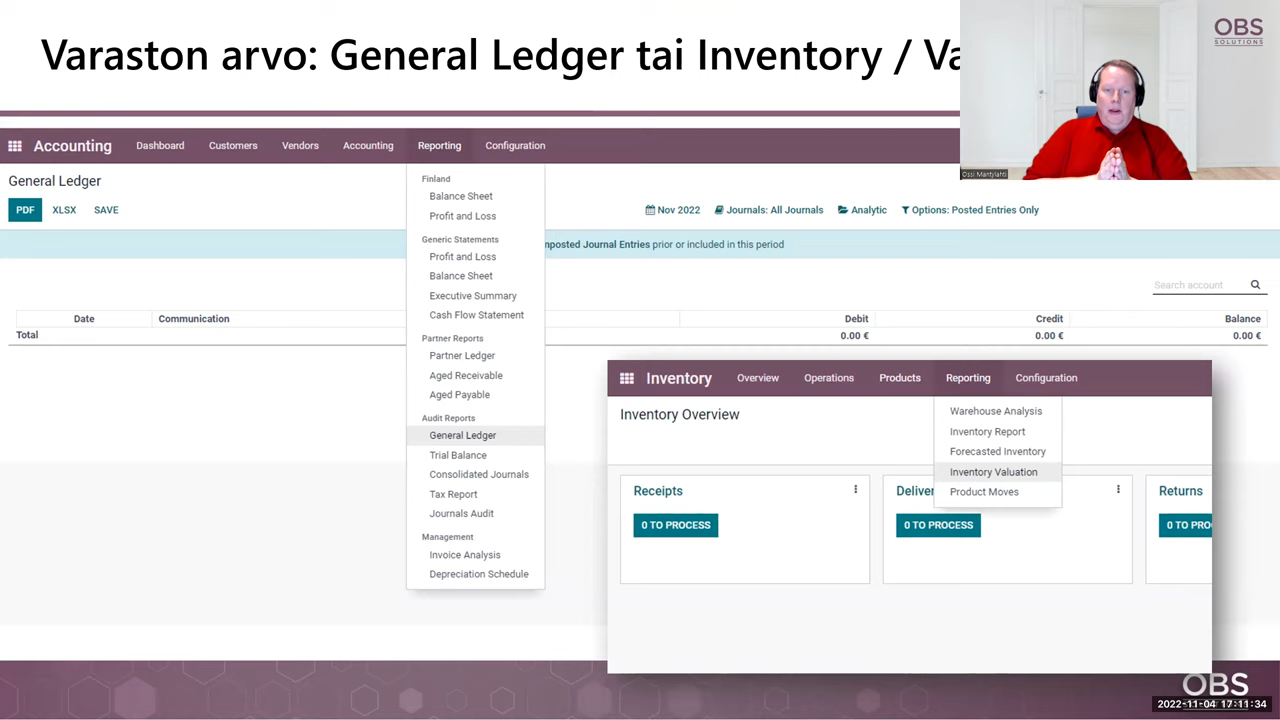 Varaston arvo: General Ledger tai Inventory / Va
OBS
SOLUTIONS
Ossi Mantylahti
Accounting Dashboard Customers Vendors Accounting Reporting Configuration
General Ledger
PDF XLSX SAVE
Nov 2022 Journals: All Journals Analytic Options: Posted Entries Only
nposted Journal Entries prior or included in this period
Search account
Date Communication Debit Credit Balance
Total 0.00 € 0.00 € 0.00 €
Finland
Balance Sheet
Profit and Loss
Generic Statements
Profit and Loss
Balance Sheet
Executive Summary
Cash Flow Statement
Partner Reports
Partner Ledger
Aged Receivable
Aged Payable
Audit Reports
General Ledger
Trial Balance
Consolidated Journals
Tax Report
Journals Audit
Management
Invoice Analysis
Depreciation Schedule
Inventory Overview Operations Products Reporting Configuration
Inventory Overview
Warehouse Analysis
Inventory Report
Forecasted Inventory
Inventory Valuation
Product Moves
Receipts Deliver Returns
0 TO PROCESS 0 TO PROCESS 0 TO PRO
OBS
2022-11-04 17:11:34